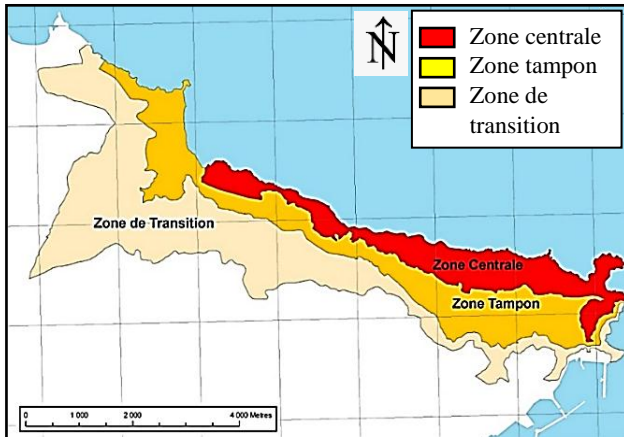 N
Zone centrale
Zone tampon
Zone de
transition
Zone de Transition
Zone Centrale
Zone Tampon
0 1 000 2 000 4 000 Metres